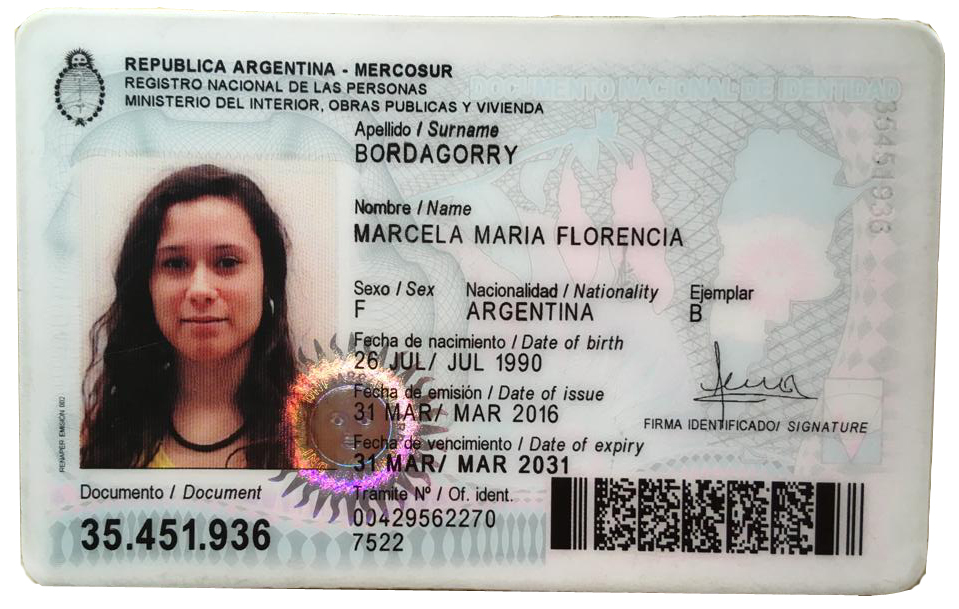 REPUBLICA ARGENTINA - MERCOSUR
REGISTRO NACIONAL DE LAS PERSONAS
MINISTERIO DEL INTERIOR, OBRAS PUBLICAS Y VIVIENDA
DOCUMENTO NACIONAL DE IDENTIDAD
Apellido / Surname
BORDAGORRY
Nombre / Name
MARCELA MARIA FLORENCIA
Sexo / Sex Nacionalidad / Nationality Ejemplar
F ARGENTINA B
Fecha de nacimiento / Date of birth
26 JUL/ JUL 1990
Fecha de emisión / Date of issue
31 MAR/ MAR 2016
FIRMA IDENTIFICADO/ SIGNATURE
Fecha de vencimiento / Date of expiry
31 MAR/ MAR 2031
Documento / Document
35.451.936
Tramite Nº / Of. ident.
00429562270
7522
RENAPER EMISIÓN 002
35451936